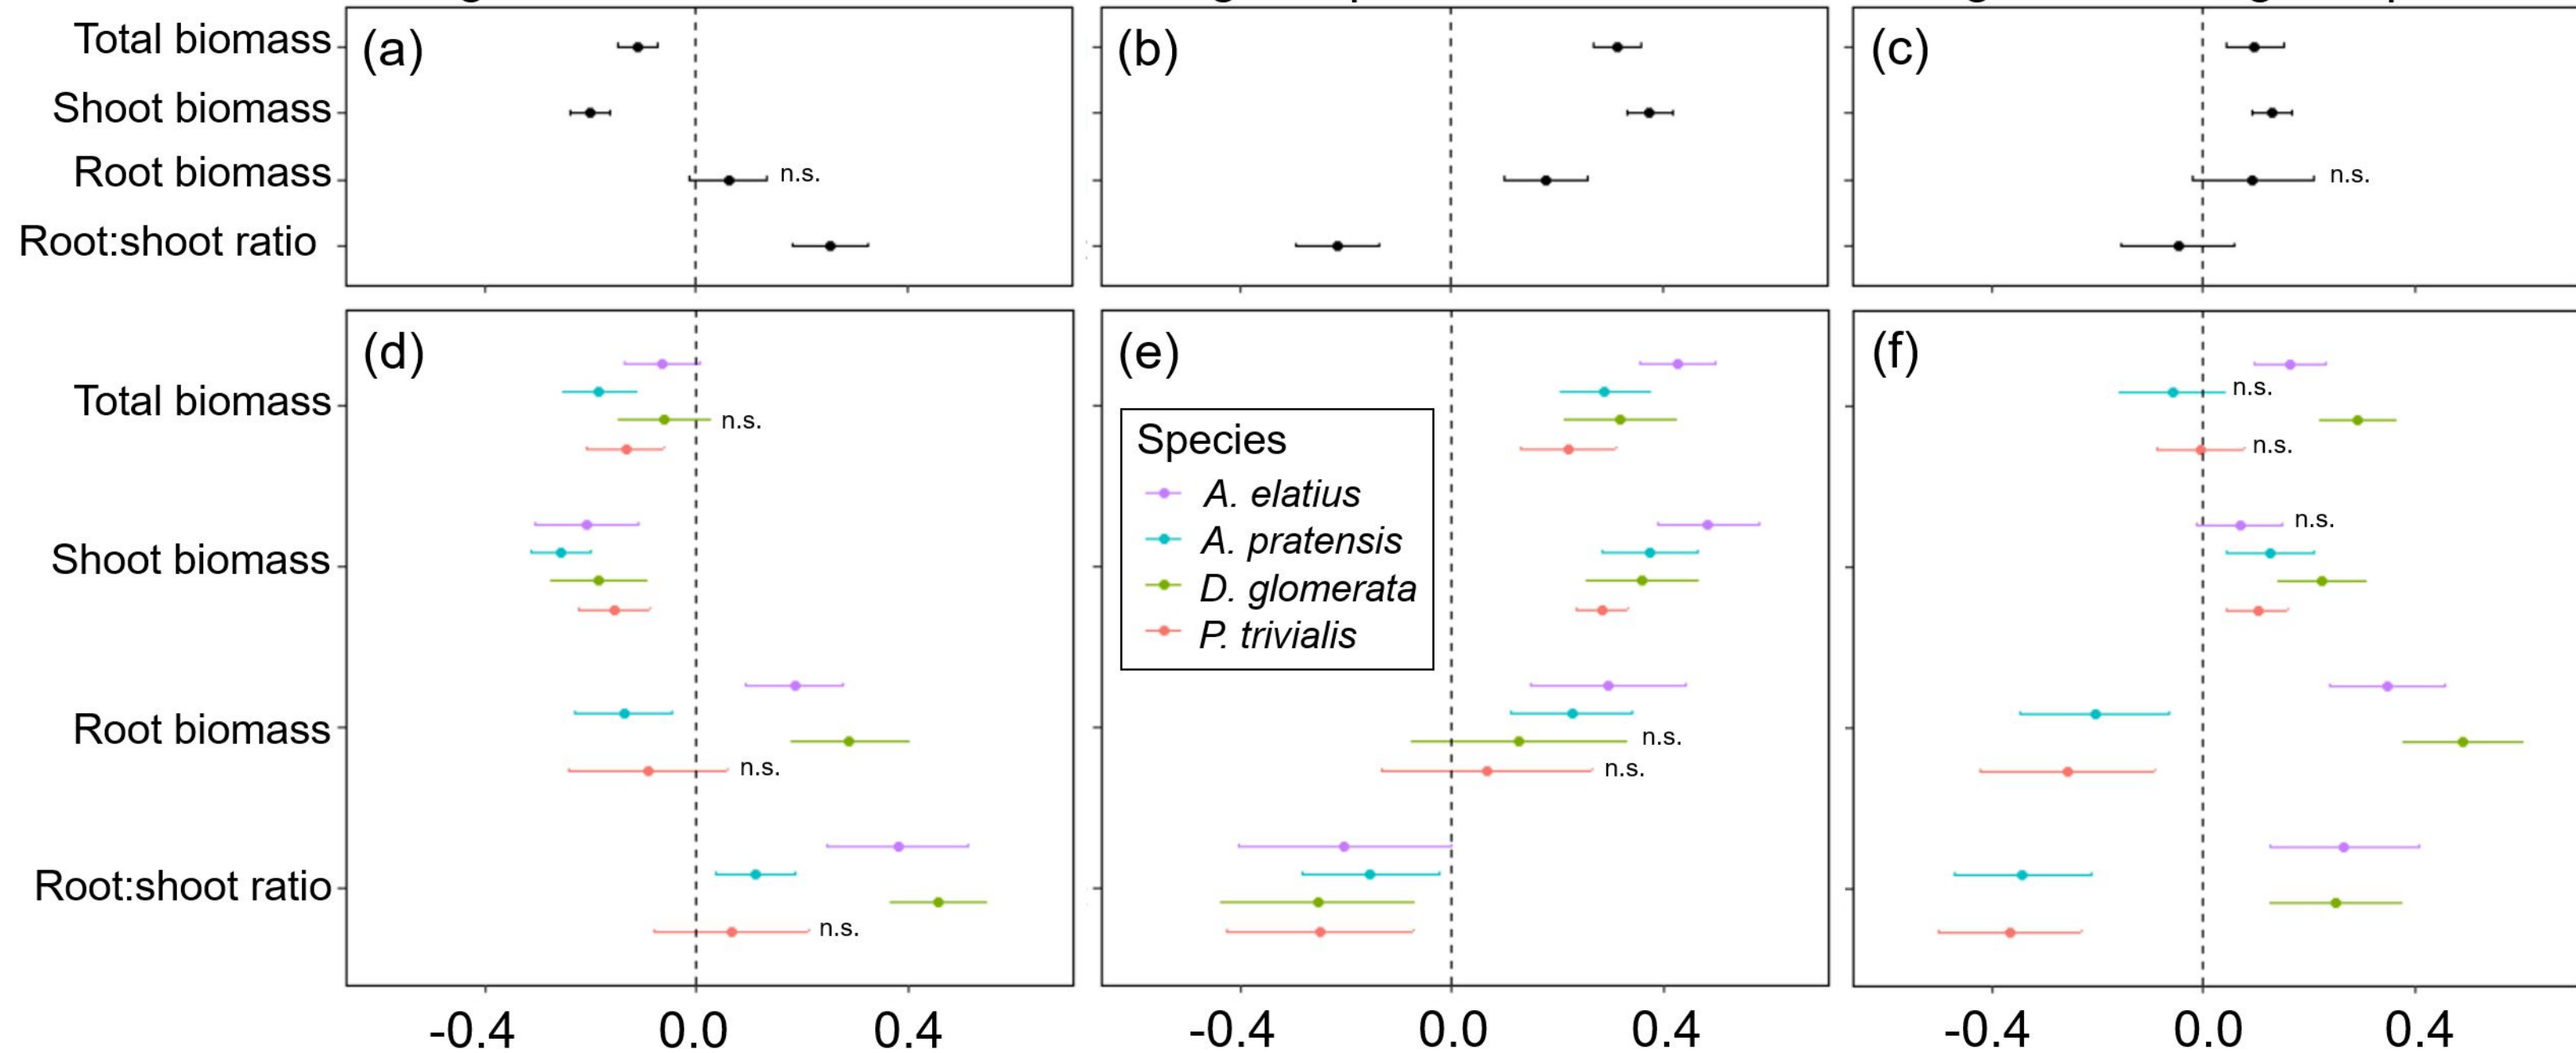 Total biomass
Shoot biomass
Root biomass
Root:shoot ratio
(a)
n.s.
(b)
(c)
n.s.
Total biomass
Shoot biomass
Root biomass
Root:shoot ratio
(d)
n.s.
n.s.
n.s.
(e)
Species
A. elatius
A. pratensis
D. glomerata
P. trivialis
n.s.
n.s.
(f)
n.s.
n.s.
n.s.
-0.4 0.0 0.4
-0.4 0.0 0.4
-0.4 0.0 0.4